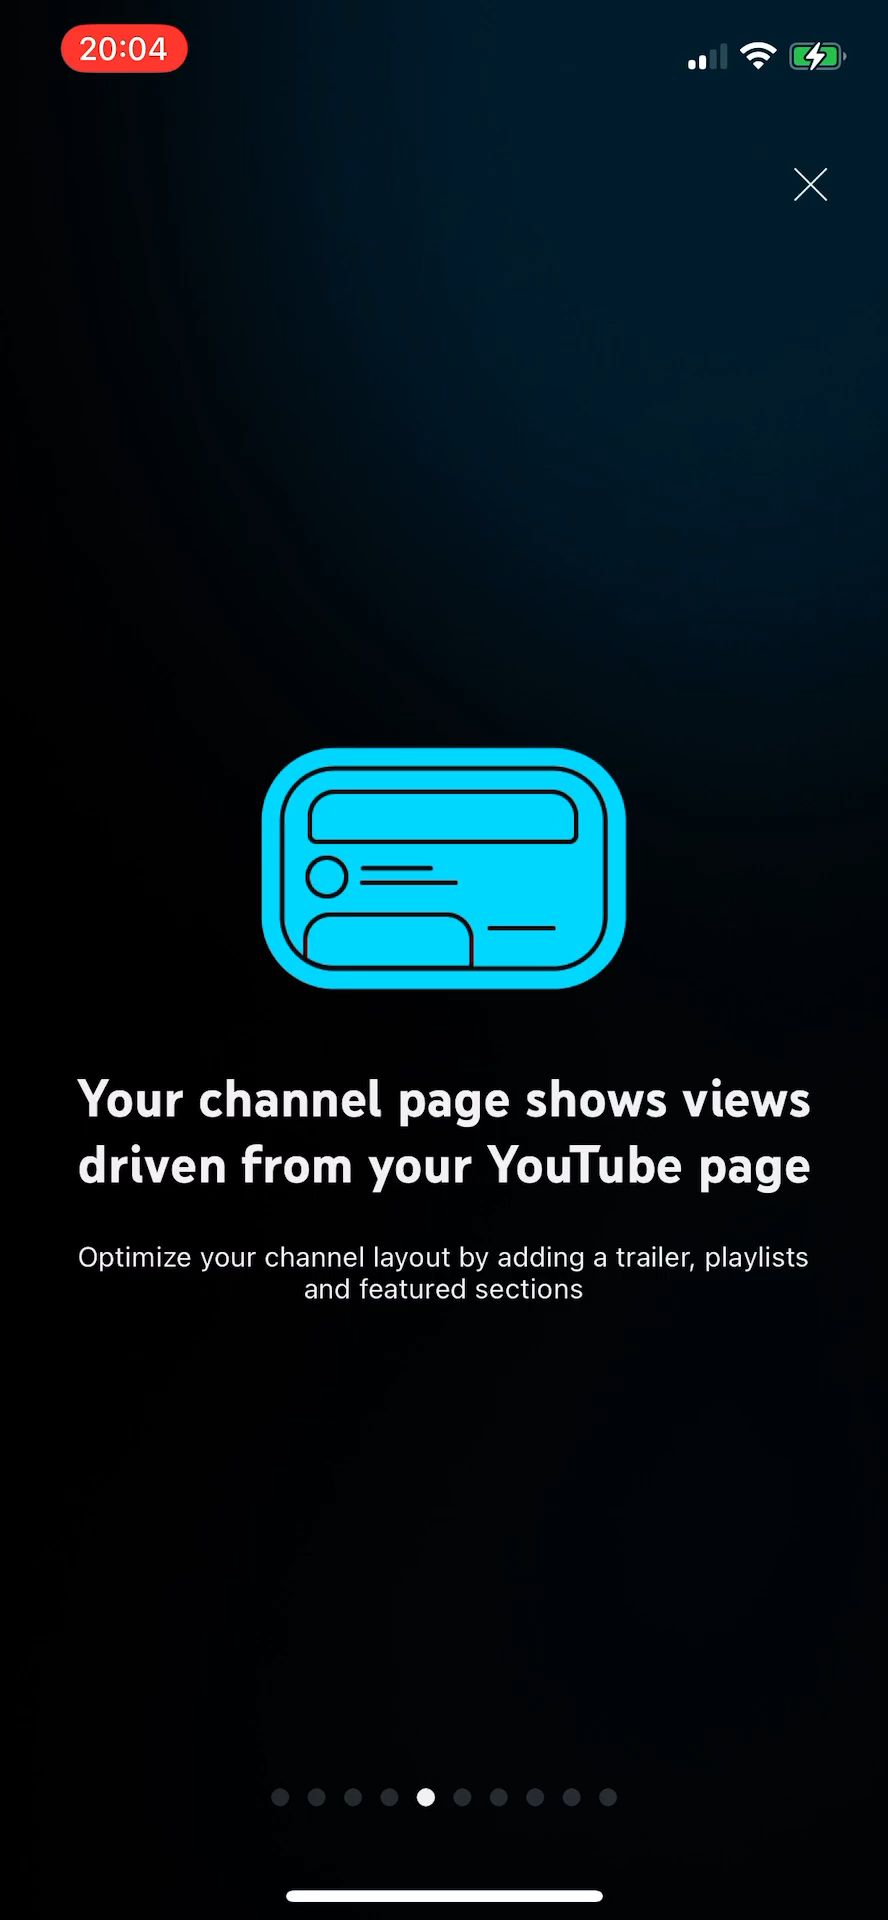 20:04
Your channel page shows views
driven from your YouTube page
Optimize your channel layout by adding a trailer, playlists
and featured sections